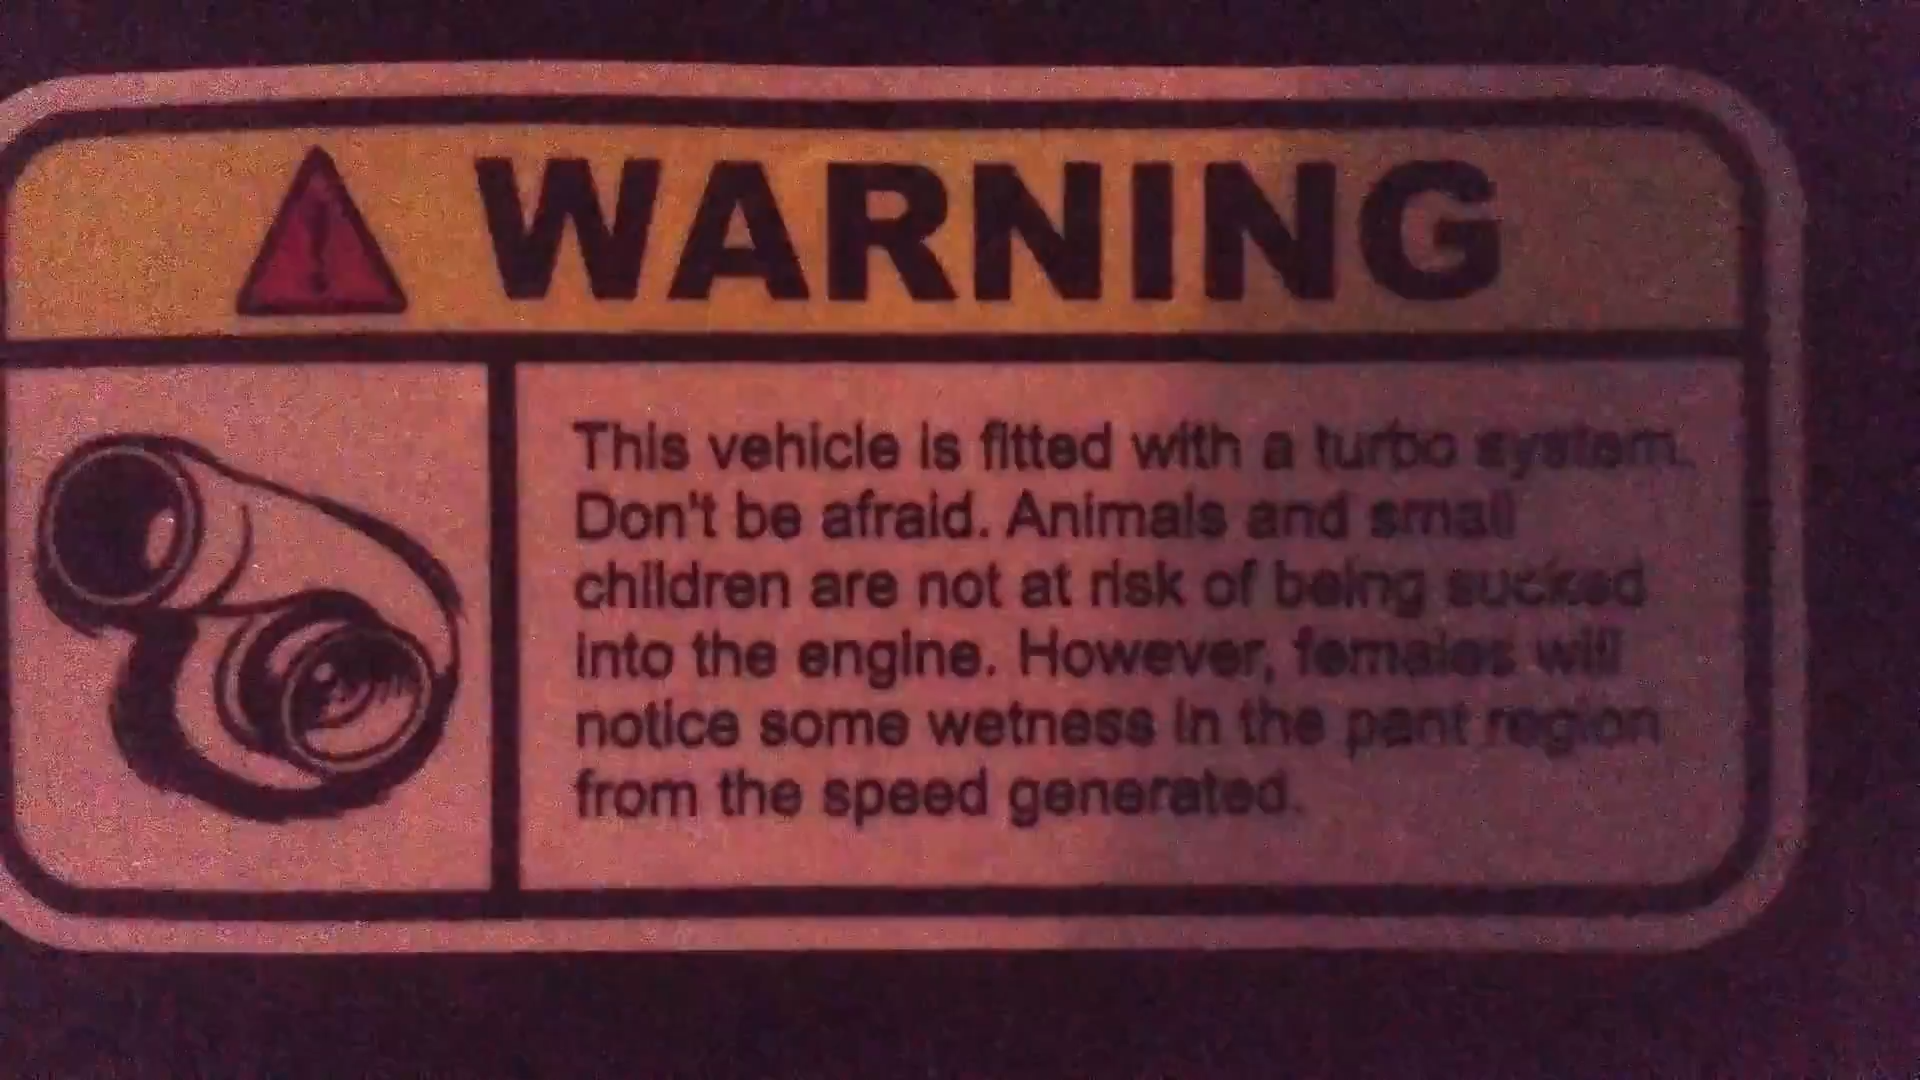 WARNING
This vehicle is fitted with a turbo system.
Don't be afraid. Animals and small
children are not at risk of being sucked
into the engine. However, females will
notice some wetness in the pant region
from the speed generated.